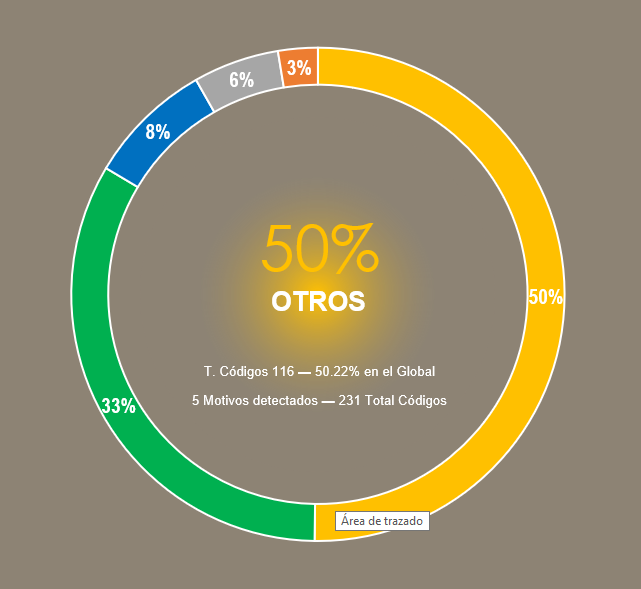 3%
6%
8%
50%
OTROS
50%
T. Códigos 116 — 50.22% en el Global
5 Motivos detectados — 231 Total Códigos
33%
Área de trazado